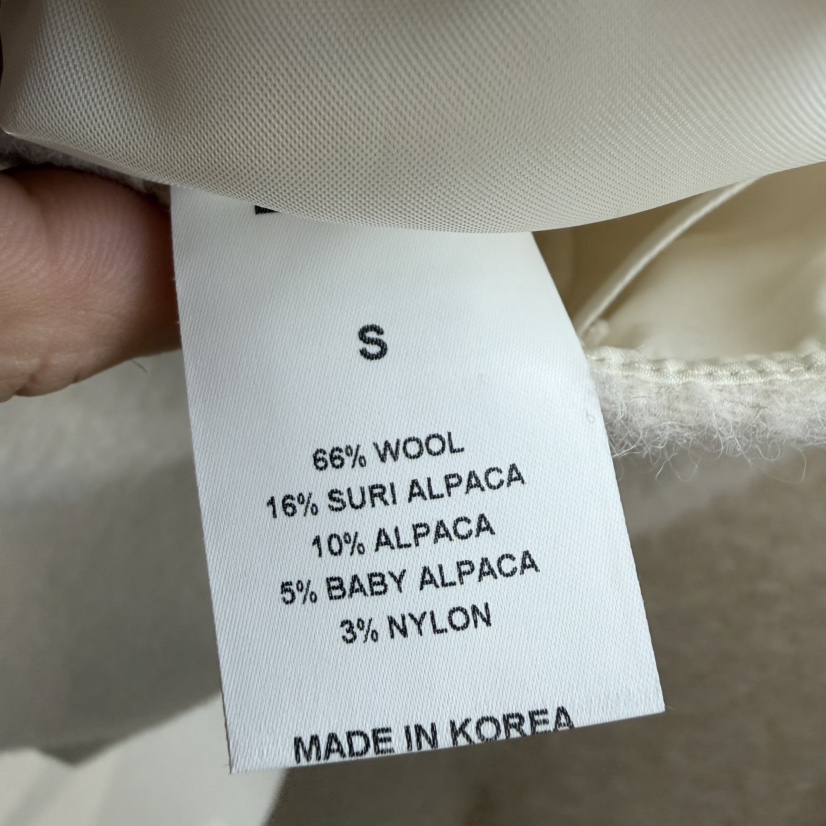 S
66% WOOL
16% SURI ALPACA
10% ALPACA
5% BABY ALPACA
3% NYLON
MADE IN KOREA